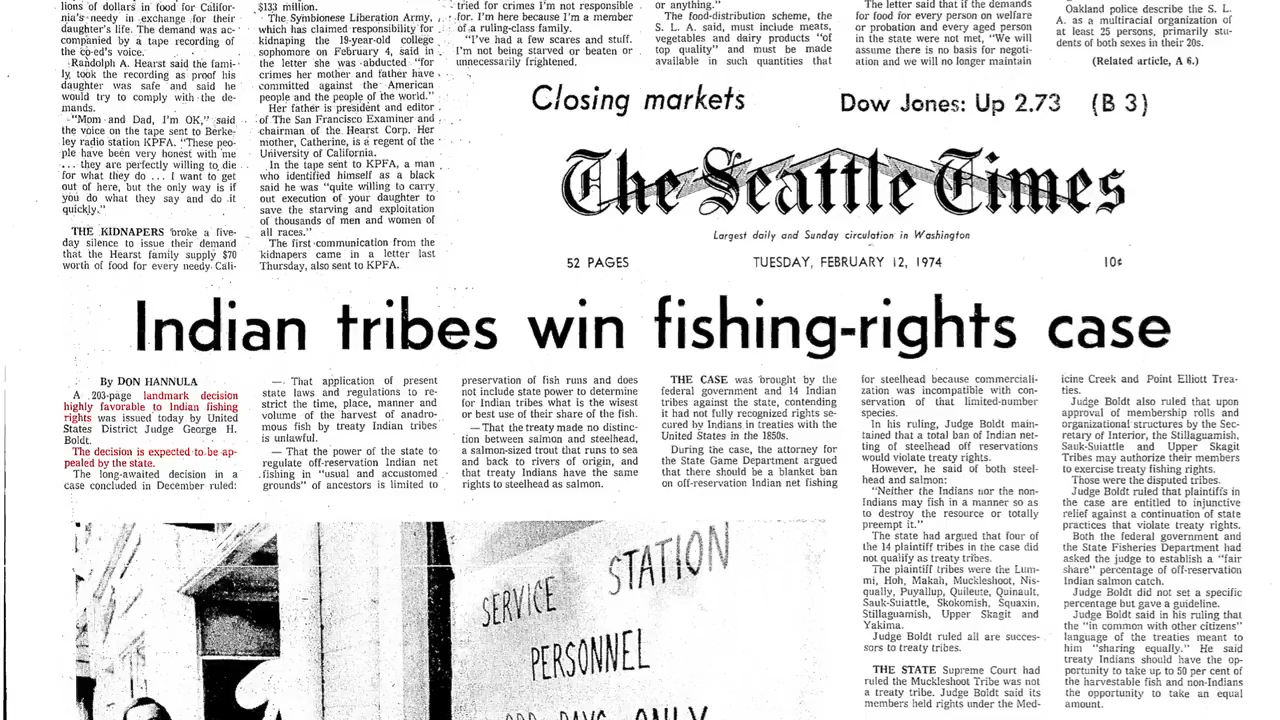 lions of dollars in food for Califor-
nia's needy in exchange for their
daughter's life. The demand was ac-
companied by a tape recording of
the co-ed's voice.
Randolph A. Hearst said the fami-
ly took the recording as proof his
daughter was safe and said he
would try to comply with the de-
mands.
"Mom and Dad, I'm OK," said
the voice on the tape sent to Berke-
ley radio station KPFA. "These peo-
ple have been very honest with me
... they are perfectly willing to die
for what they do ... I want to get
out of here, but the only way is if
you do what they say and do it
quickly."
THE KIDNAPERS broke a five-
day silence to issue their demand
that the Hearst family supply $70
worth of food for every needy Cali-
$133 million.
The Symbionese Liberation Army,
which has claimed responsibility for
kidnaping the 19-year-old college
sophomore on February 4, said in
the letter she was abducted "for
crimes her mother and father have
committed against the American
people and the people of the world."
Her father is president and editor
of The San Francisco Examiner and
chairman of the Hearst Corp. Her
mother, Catherine, is a regent of the
University of California.
In the tape sent to KPFA, a man
who identified himself as a black
said he was "quite willing to carry
out execution of your daughter to
save the starving and exploitation
of thousands of men and women of
all races."
The first communication from the
kidnapers came in a letter last
Thursday, also sent to KPFA.
tried for crimes I'm not responsible
for. I'm here because I'm a member
of a ruling-class family.
"I've had a few scares and stuff.
I'm not being starved or beaten or
unnecessarily frightened.
or anything."
The food-distribution scheme, the
S. L. A. said, must include meats,
vegetables and dairy products "of
top quality" and must be made
available in such quantities that
The letter said that if the demands
for food for every person on welfare
or probation and every aged person
in the state were not met, "We will
assume there is no basis for negoti-
ation and we will no longer maintain
Oakland police describe the S. L.
A. as a multiracial organization of
at least 25 persons, primarily stu-
dents of both sexes in their 20s.
(Related article, A 6.)
Closing markets Dow Jones: Up 2.73 (B 3)
The Seattle Times
Largest daily and Sunday circulation in Washington
52 PAGES TUESDAY, FEBRUARY 12, 1974 10¢
Indian tribes win fishing-rights case
By DON HANNULA
A 203-page landmark decision
highly favorable to Indian fishing
rights was issued today by United
States District Judge George H.
Boldt.
The decision is expected to be ap-
pealed by the state.
The long-awaited decision in a
case concluded in December ruled:
— That application of present
state laws and regulations to re-
strict the time, place, manner and
volume of the harvest of anadro-
mous fish by treaty Indian tribes
is unlawful.
— That the power of the state to
regulate off-reservation Indian net
fishing in "usual and accustomed
grounds" of ancestors is limited to
preservation of fish runs and does
not include state power to determine
for Indian tribes what is the wisest
or best use of their share of the fish.
— That the treaty made no distinc-
tion between salmon and steelhead,
a salmon-sized trout that runs to sea
and back to rivers of origin, and
that treaty Indians have the same
rights to steelhead as salmon.
THE CASE was brought by the
federal government and 14 Indian
tribes against the state, contending
it had not fully recognized rights se-
cured by Indians in treaties with the
United States in the 1850s.
During the case, the attorney for
the State Game Department argued
that there should be a blanket ban
on off-reservation Indian net fishing
for steelhead because commerciali-
zation was incompatible with con-
servation of that limited-number
species.
In his ruling, Judge Boldt main-
tained that a total ban of Indian net-
ting of steelhead off reservations
would violate treaty rights.
However, he said of both steel-
head and salmon:
"Neither the Indians nor the non-
Indians may fish in a manner so as
to destroy the resource or totally
preempt it."
The state had argued that four of
the 14 plaintiff tribes in the case did
not qualify as treaty tribes.
The plaintiff tribes were the Lum-
mi, Hoh, Makah, Muckleshoot, Nis-
qually, Puyallup, Quileute, Quinault,
Sauk-Suiattle, Skokomish, Squaxin,
Stillaguamish, Upper Skagit and
Yakima.
Judge Boldt ruled all are succes-
sors to treaty tribes.
THE STATE Supreme Court had
ruled the Muckleshoot Tribe was not
a treaty tribe. Judge Boldt said its
members held rights under the Med-
icine Creek and Point Elliott Trea-
ties.
Judge Boldt also ruled that upon
approval of membership rolls and
organizational structures by the Sec-
retary of Interior, the Stillaguamish,
Sauk-Suiattle and Upper Skagit
Tribes may authorize their members
to exercise treaty fishing rights.
Those were the disputed tribes.
Judge Boldt ruled that plaintiffs in
the case are entitled to injunctive
relief against a continuation of state
practices that violate treaty rights.
Both the federal government and
the State Fisheries Department had
asked the judge to establish a "fair
share" percentage of off-reservation
Indian salmon catch.
Judge Boldt did not set a specific
percentage but gave a guideline.
Judge Boldt said in his ruling that
the "in common with other citizens"
language of the treaties meant to
him "sharing equally." He said
treaty Indians should have the op-
portunity to take up to 50 per cent of
the harvestable fish and non-Indians
the opportunity to take an equal
amount.
SERVICE STATION
PERSONNEL
DAYS ONLY